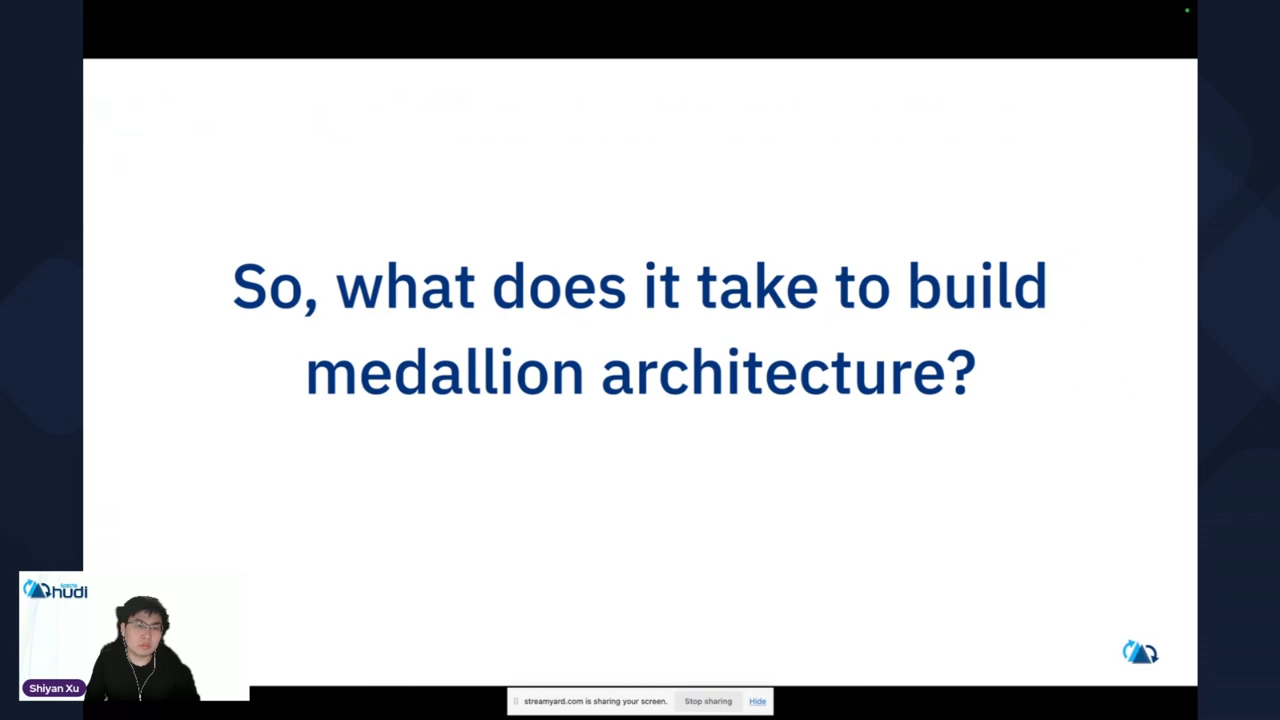 So, what does it take to build
medallion architecture?
Apache
hudi
Shiyan Xu
streamyard.com is sharing your screen. Stop sharing Hide